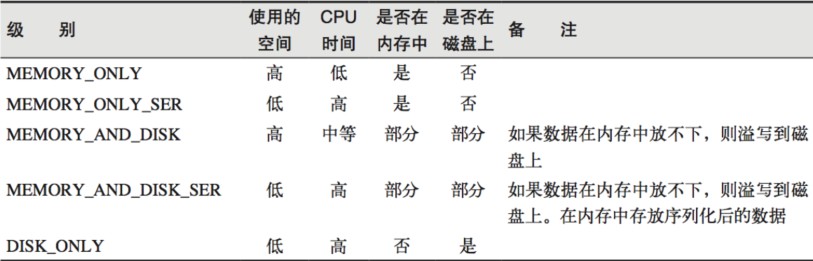 级 别 使用的空间 CPU时间 是否在内存中 是否在磁盘上 备 注
MEMORY_ONLY 高 低 是 否
MEMORY_ONLY_SER 低 高 是 否
MEMORY_AND_DISK 高 中等 部分 部分 如果数据在内存中放不下，则溢写到磁
盘上
MEMORY_AND_DISK_SER 低 高 部分 部分 如果数据在内存中放不下，则溢写到磁
盘上。在内存中存放序列化后的数据
DISK_ONLY 低 高 否 是